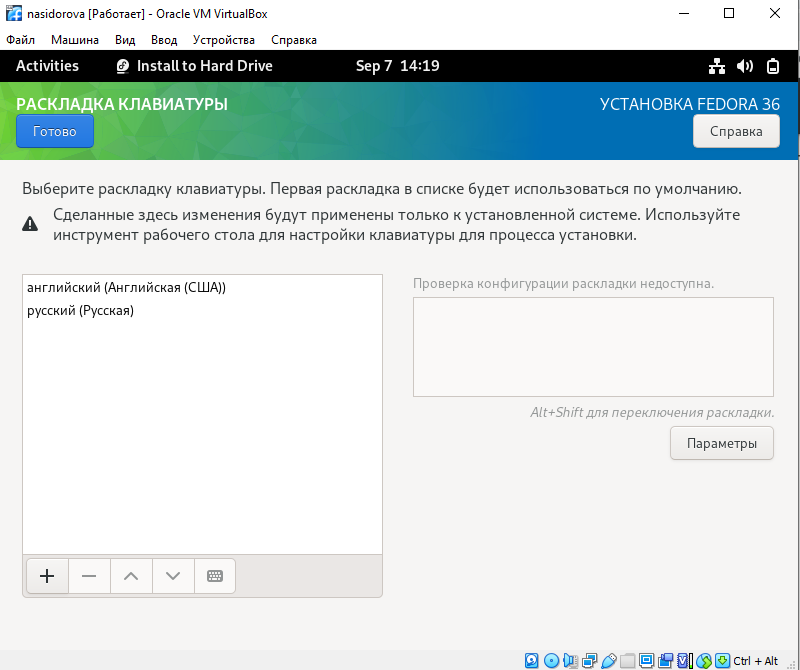 nasidorova [Работает] - Oracle VM VirtualBox
Файл Машина Вид Ввод Устройства Справка
Activities Install to Hard Drive Sep 7 14:19
РАСКЛАДКА КЛАВИАТУРЫ УСТАНОВКА FEDORA 36
Готово Справка
Выберите раскладку клавиатуры. Первая раскладка в списке будет использоваться по умолчанию.
Сделанные здесь изменения будут применены только к установленной системе. Используйте
инструмент рабочего стола для настройки клавиатуры для процесса установки.
английский (Английская (США))
русский (Русская)
Проверка конфигурации раскладки недоступна.
Alt+Shift для переключения раскладки.
Параметры
Ctrl + Alt